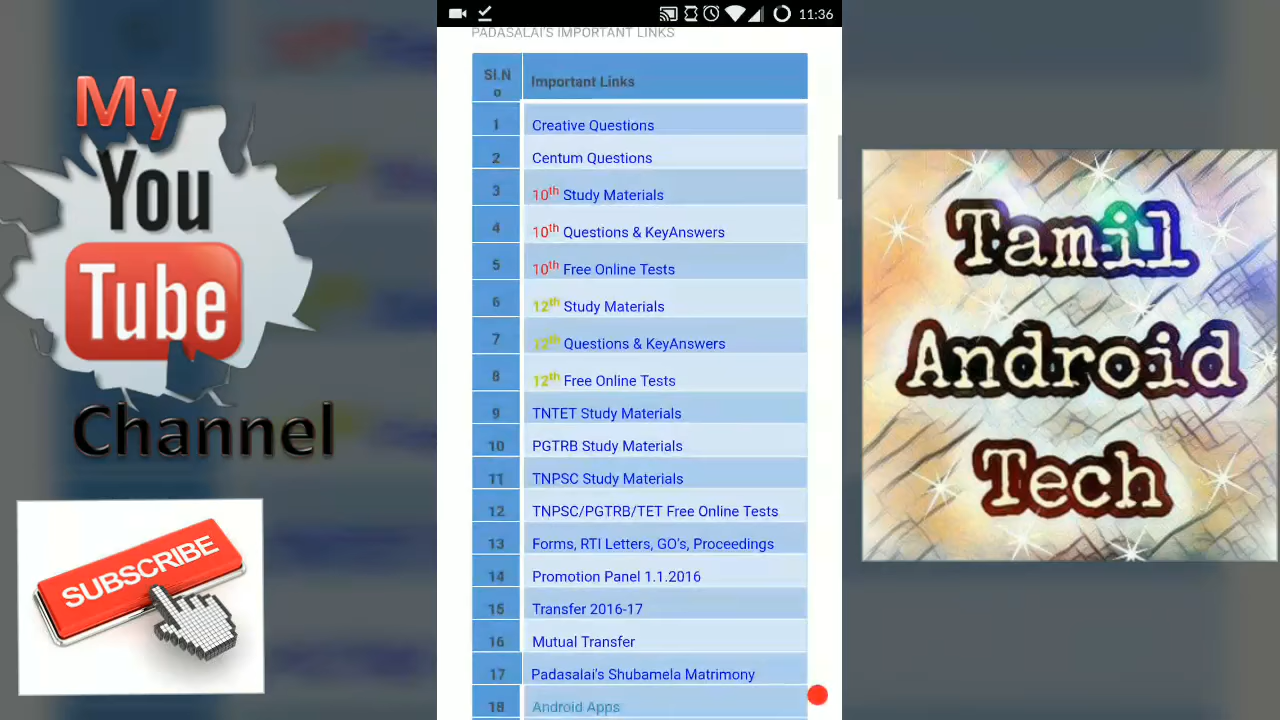 My
You
Tube
Channel
SUBSCRIBE
11:36
PADASALAI'S IMPORTANT LINKS
Sl.N
o
Important Links
1
Creative Questions
2
Centum Questions
3
10th Study Materials
4
10th Questions & KeyAnswers
5
10th Free Online Tests
6
12th Study Materials
7
12th Questions & KeyAnswers
8
12th Free Online Tests
9
TNTET Study Materials
10
PGTRB Study Materials
11
TNPSC Study Materials
12
TNPSC/PGTRB/TET Free Online Tests
13
Forms, RTI Letters, GO's, Proceedings
14
Promotion Panel 1.1.2016
15
Transfer 2016-17
16
Mutual Transfer
17
Padasalai's Shubamela Matrimony
18
Android Apps
Tamil
Android
Tech